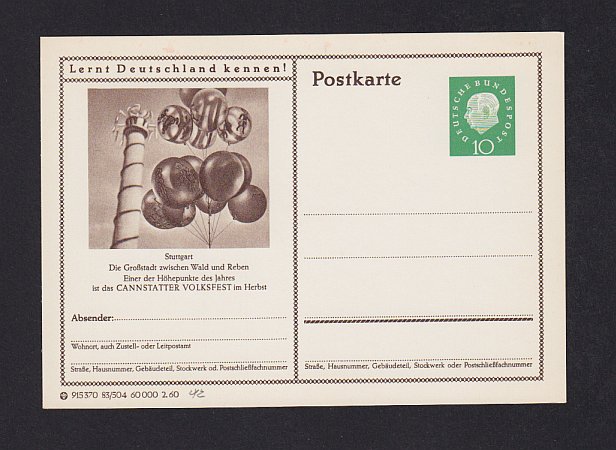 Lernt Deutschland kennen!
Stuttgart
Die Großstadt zwischen Wald und Reben
Einer der Höhepunkte des Jahres
ist das CANNSTATTER VOLKSFEST im Herbst
Absender:
Wohnort, auch Zustell- oder Leitpostamt
Straße, Hausnummer, Gebäudeteil, Stockwerk od. Postschließfachnummer
915370 83/504 60000 2.60
Postkarte
DEUTSCHE BUNDESPOST
10
Straße, Hausnummer, Gebäudeteil, Stockwerk oder Postschließfachnummer